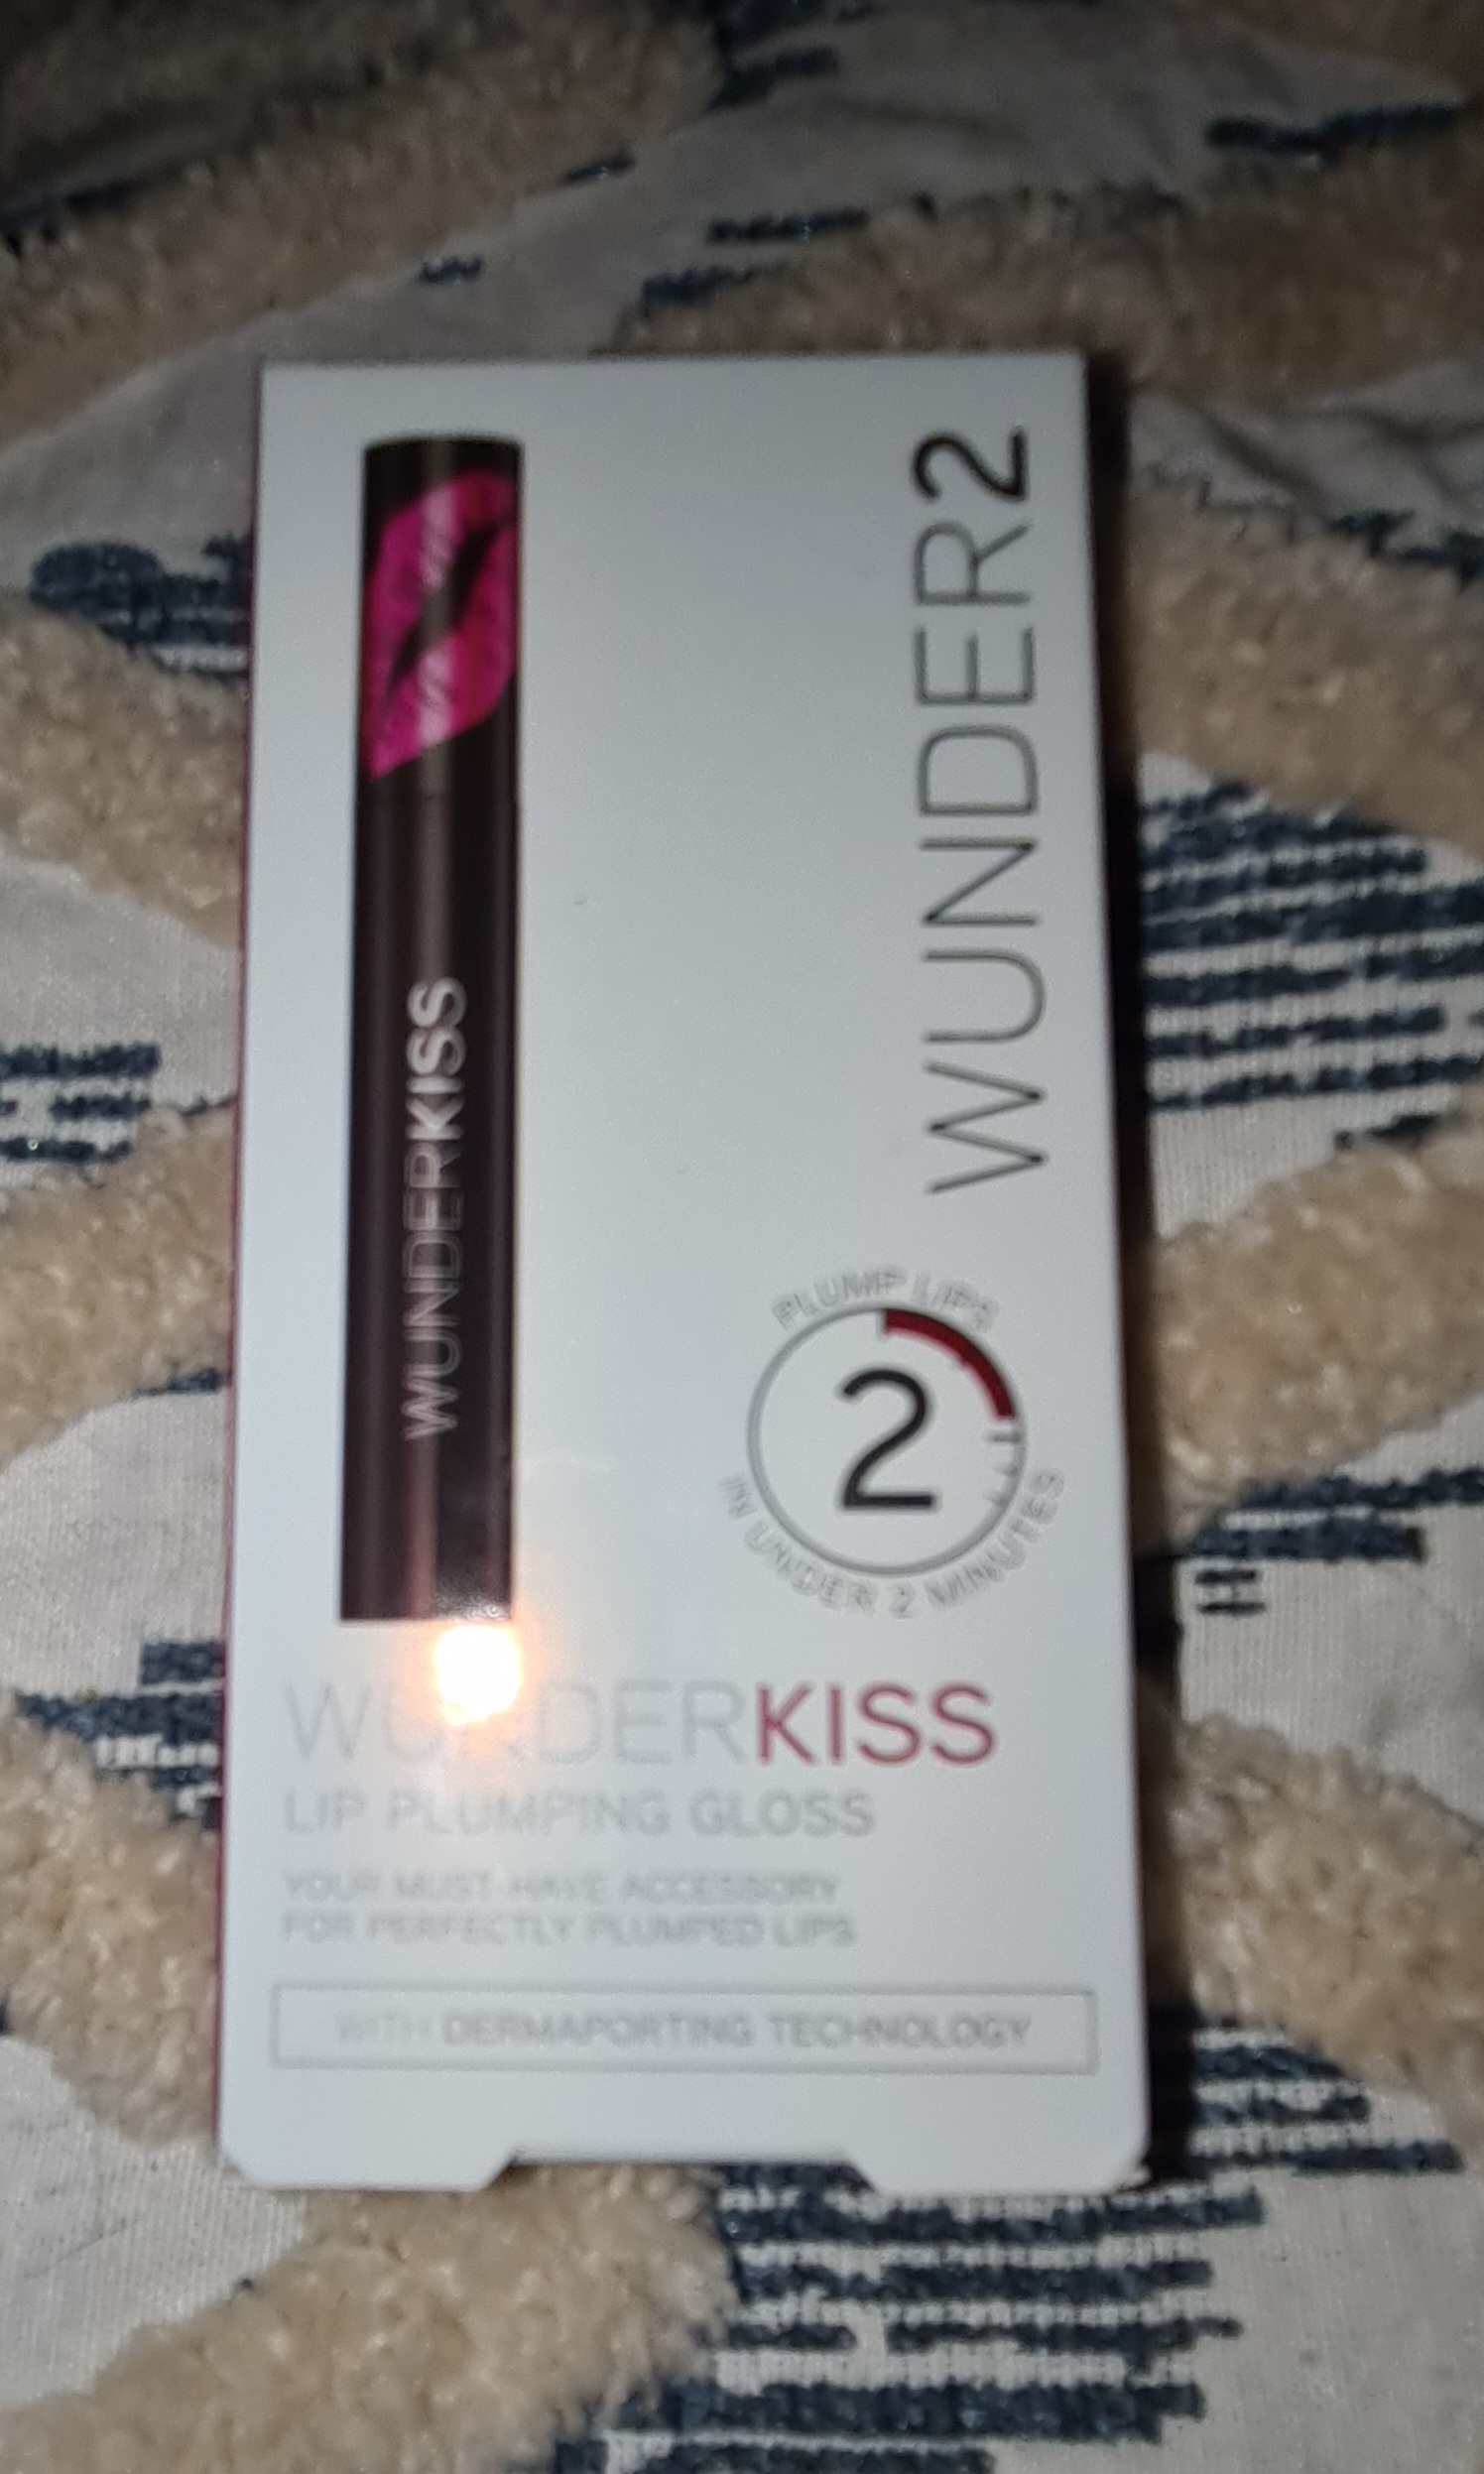 WUNDER2
WUNDERKISS
PLUMP LIPS
2
IN UNDER 2 MINUTES
WUNDERKISS
LIP PLUMPING GLOSS
YOUR MUST-HAVE ACCESSORY
FOR PERFECTLY PLUMPED LIPS
WITH DERMAPORTING TECHNOLOGY